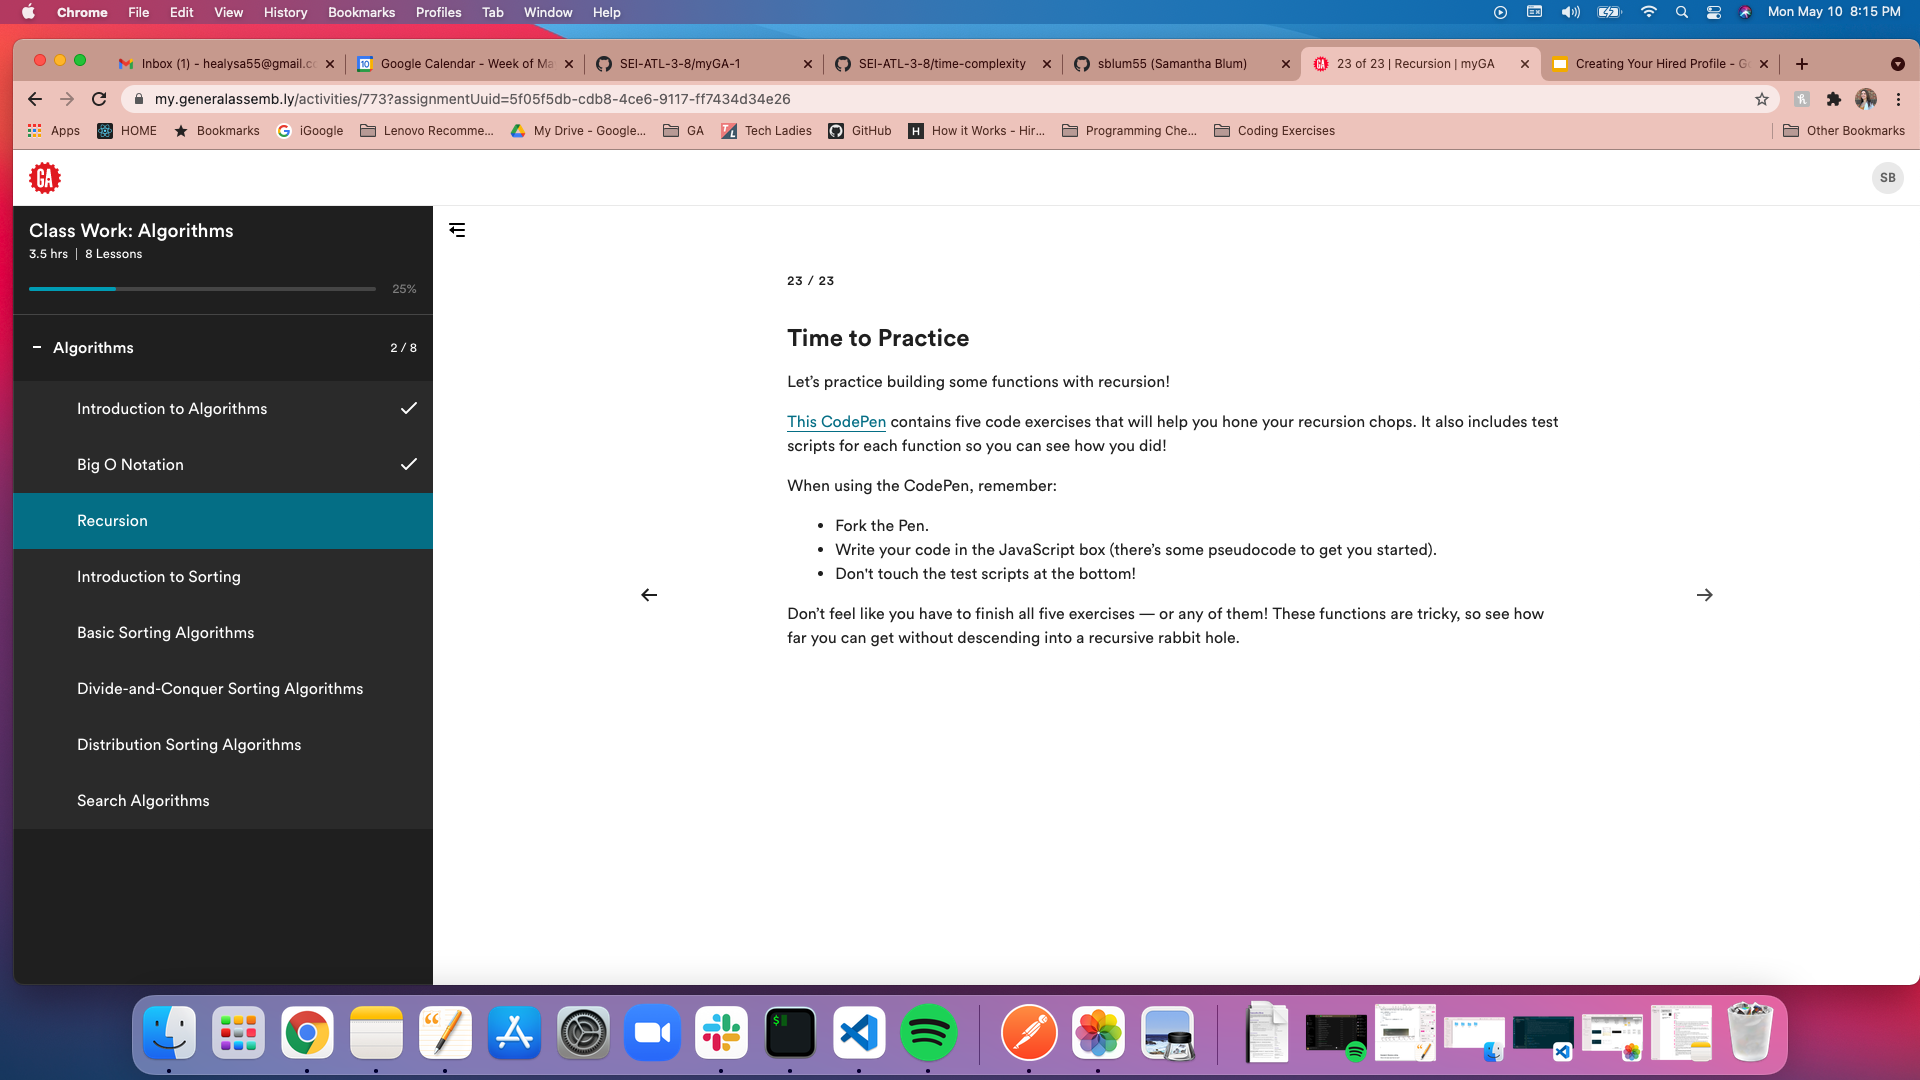 Chrome File Edit View History Bookmarks Profiles Tab Window Help Mon May 10 8:15 PM
Inbox (1) - healysa55@gmail.c Google Calendar - Week of Ma SEI-ATL-3-8/myGA-1 SEI-ATL-3-8/time-complexity sblum55 (Samantha Blum) 23 of 23 | Recursion | myGA Creating Your Hired Profile - G
my.generalassemb.ly/activities/773?assignmentUuid=5f05f5db-cdb8-4ce6-9117-ff7434d34e26
Apps HOME Bookmarks iGoogle Lenovo Recomme... My Drive - Google... GA Tech Ladies GitHub How it Works - Hir... Programming Che... Coding Exercises Other Bookmarks
GA SB
Class Work: Algorithms
3.5 hrs | 8 Lessons
25%
Algorithms 2 / 8
Introduction to Algorithms
Big O Notation
Recursion
Introduction to Sorting
Basic Sorting Algorithms
Divide-and-Conquer Sorting Algorithms
Distribution Sorting Algorithms
Search Algorithms
23 / 23
Time to Practice
Let’s practice building some functions with recursion!
This CodePen contains five code exercises that will help you hone your recursion chops. It also includes test
scripts for each function so you can see how you did!
When using the CodePen, remember:
• Fork the Pen.
• Write your code in the JavaScript box (there’s some pseudocode to get you started).
• Don't touch the test scripts at the bottom!
Don’t feel like you have to finish all five exercises — or any of them! These functions are tricky, so see how
far you can get without descending into a recursive rabbit hole.